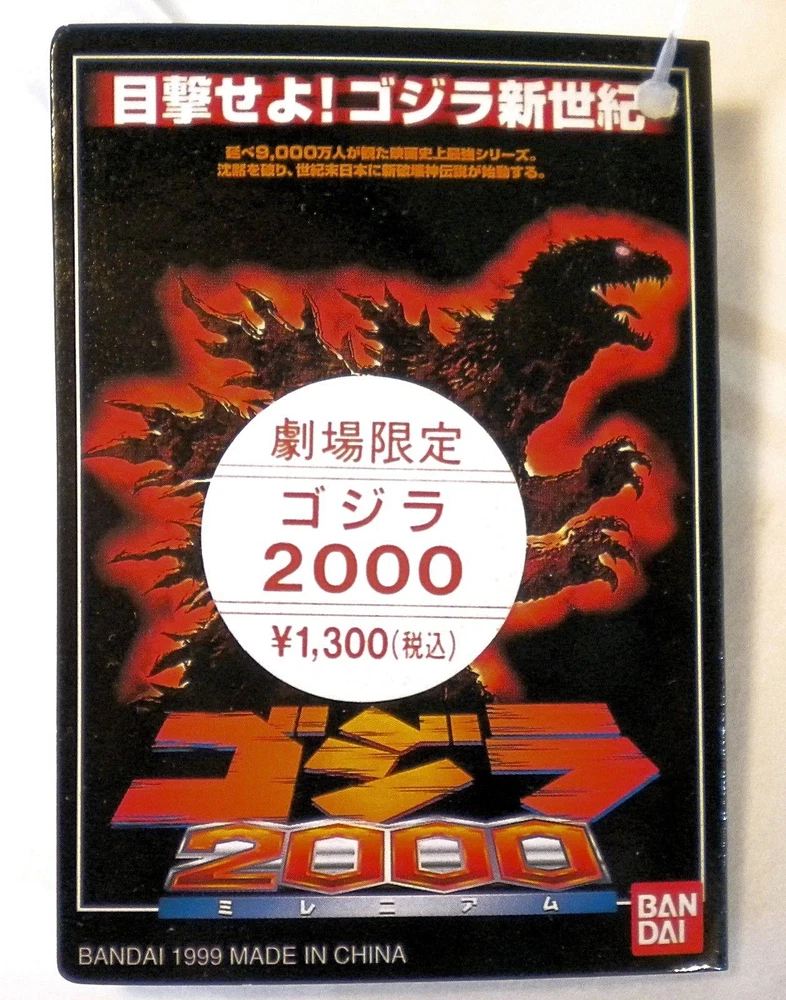 目撃せよ!ゴジラ新世紀
延べ9,000万人が観た映画史上最強シリーズ。
沈黙を破り、世紀末日本に新破壊神伝説が始動する。
劇場限定
ゴジラ
2000
¥1,300(税込)
ゴジラ
2000
ミレニアム
BAN
DAI
BANDAI 1999 MADE IN CHINA